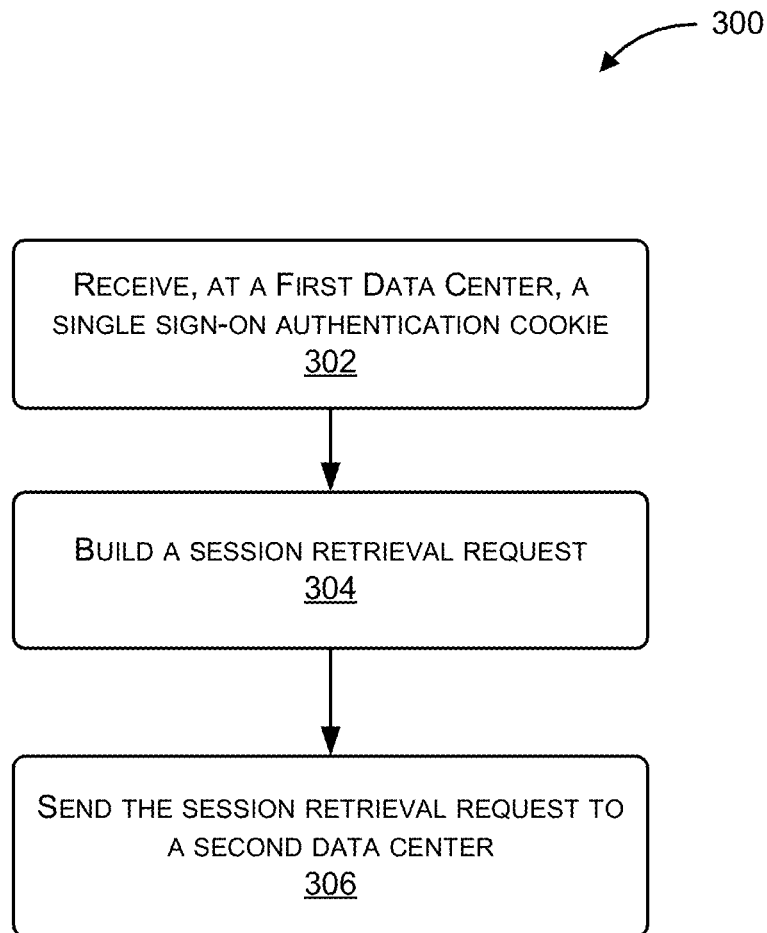 300
RECEIVE, AT A FIRST DATA CENTER, A
SINGLE SIGN-ON AUTHENTICATION COOKIE
302
BUILD A SESSION RETRIEVAL REQUEST
304
SEND THE SESSION RETRIEVAL REQUEST TO
A SECOND DATA CENTER
306